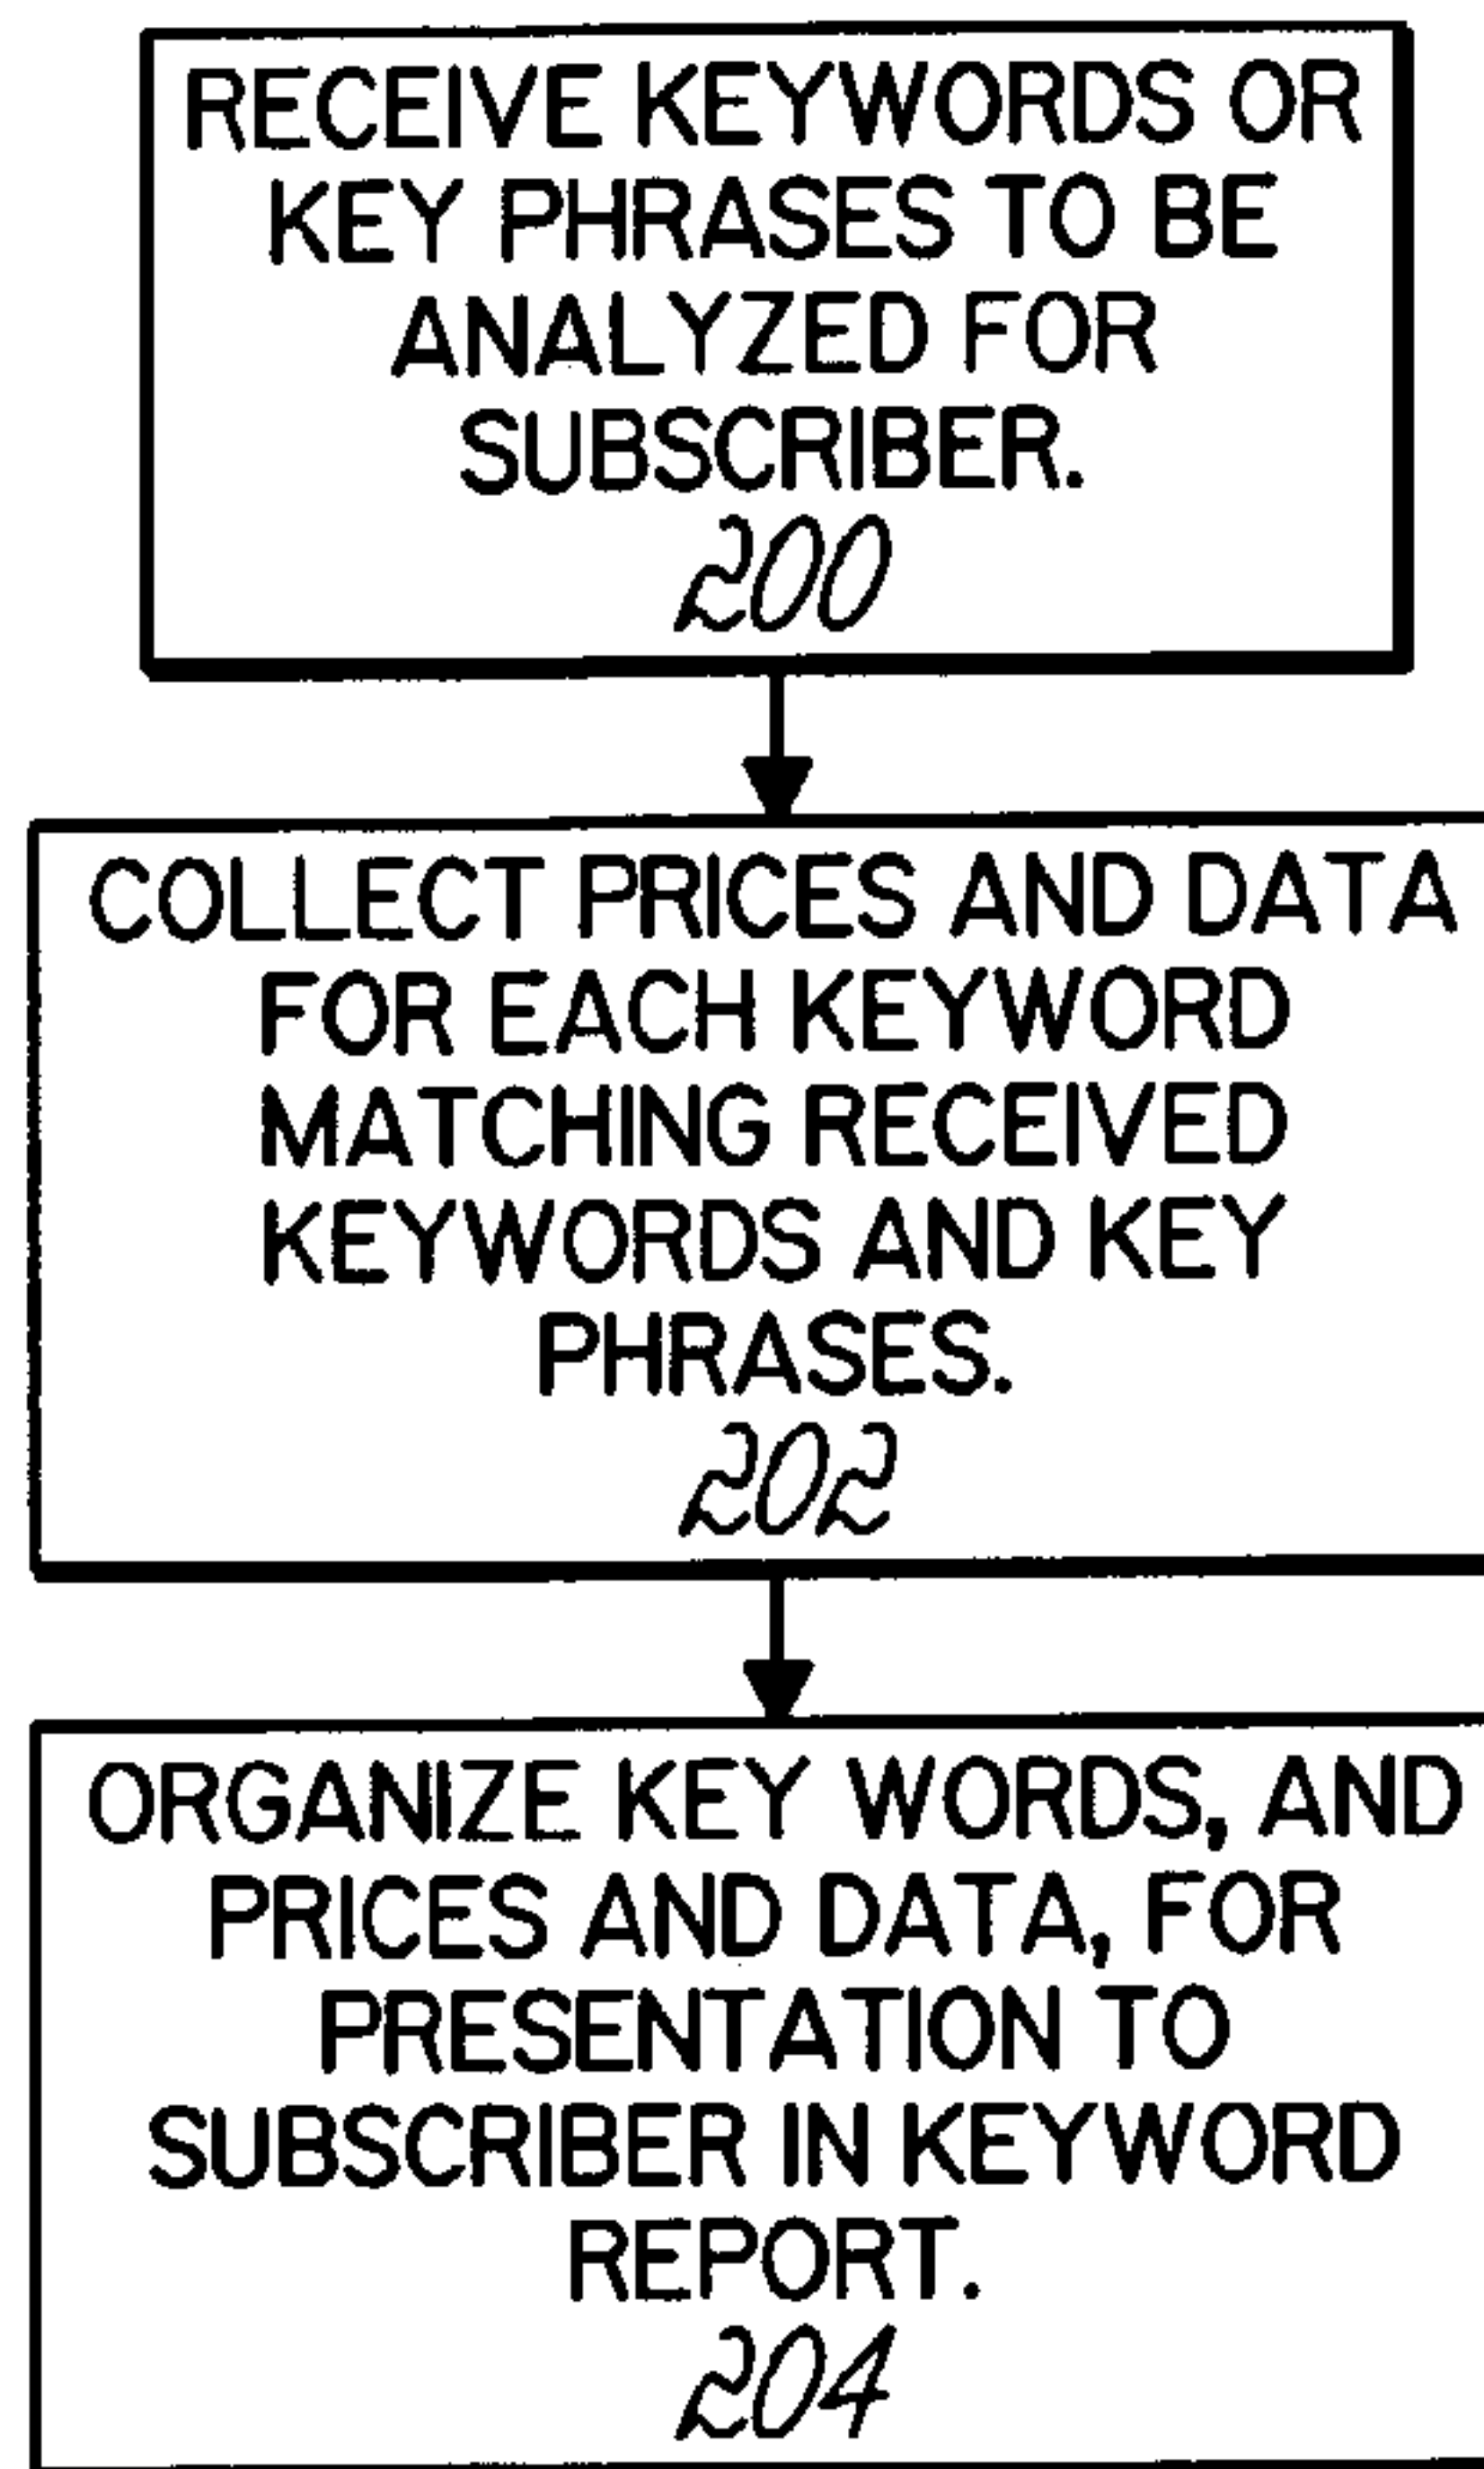 RECEIVE KEYWORDS OR
KEY PHRASES TO BE
ANALYZED FOR
SUBSCRIBER.
200
COLLECT PRICES AND DATA
FOR EACH KEYWORD
MATCHING RECEIVED
KEYWORDS AND KEY
PHRASES.
202
ORGANIZE KEY WORDS, AND
PRICES AND DATA, FOR
PRESENTATION TO
SUBSCRIBER IN KEYWORD
REPORT.
204